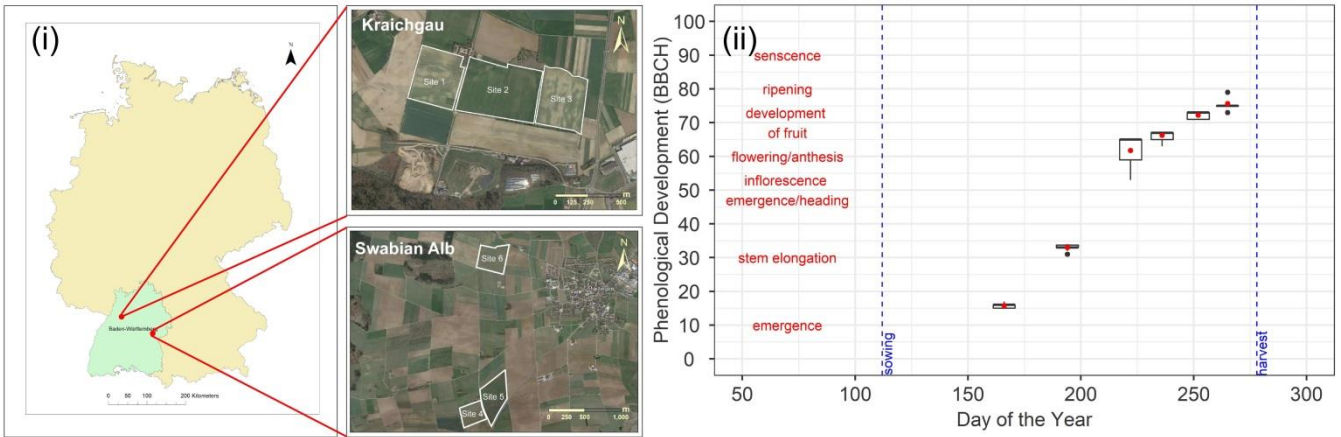 (i)
N
Baden-Württemberg
0 50 100 200 Kilometers
Kraichgau
N
Site 1
Site 2
Site 3
m
0 125 250 500
Swabian Alb
N
Site 6
Site 5
Site 4
m
0 250 500 1,000
(ii)
Phenological Development (BBCH)
100
90
80
70
60
50
40
30
20
10
0
senscence
ripening
development
of fruit
flowering/anthesis
inflorescence
emergence/heading
stem elongation
emergence
sowing
harvest
50
100
150
200
250
300
Day of the Year